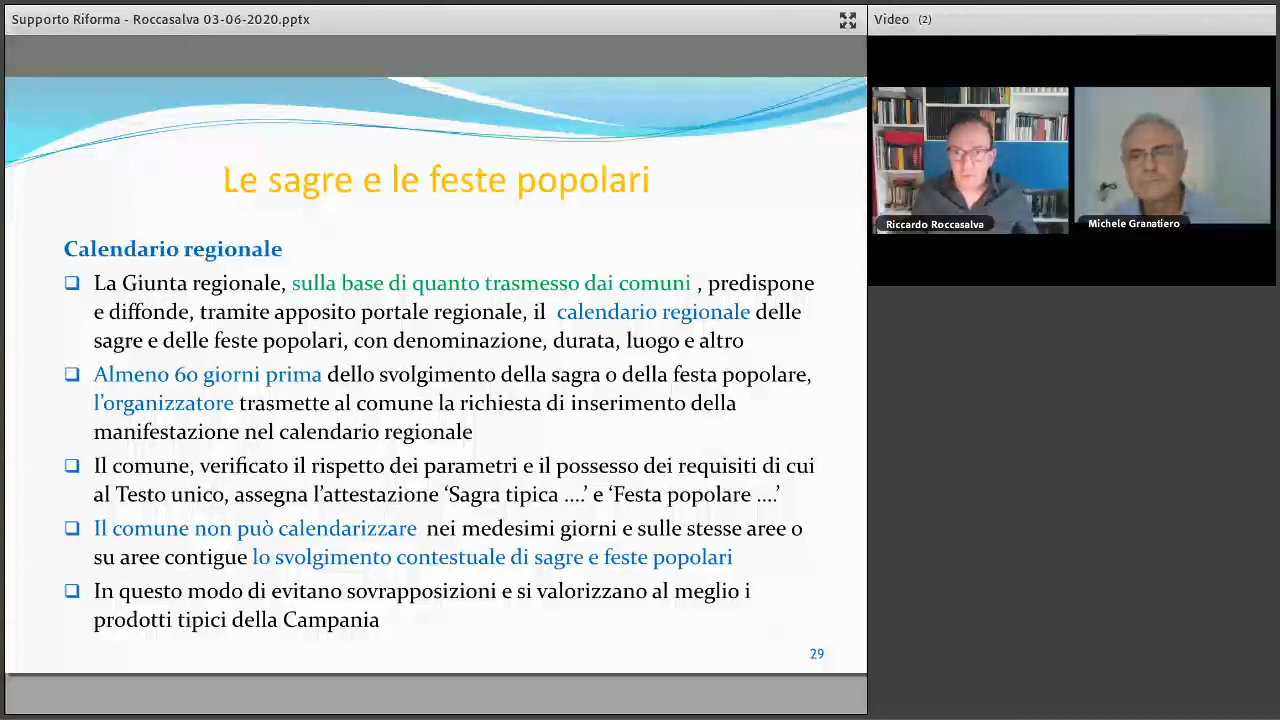 Supporto Riforma - Roccasalva 03-06-2020.pptx
Video (2)
Riccardo Roccasalva
Michele Granatiero
Le sagre e le feste popolari
Calendario regionale
La Giunta regionale, sulla base di quanto trasmesso dai comuni , predispone
e diffonde, tramite apposito portale regionale, il calendario regionale delle
sagre e delle feste popolari, con denominazione, durata, luogo e altro
Almeno 60 giorni prima dello svolgimento della sagra o della festa popolare,
l'organizzatore trasmette al comune la richiesta di inserimento della
manifestazione nel calendario regionale
Il comune, verificato il rispetto dei parametri e il possesso dei requisiti di cui
al Testo unico, assegna l'attestazione 'Sagra tipica ....' e 'Festa popolare ....'
Il comune non può calendarizzare nei medesimi giorni e sulle stesse aree o
su aree contigue lo svolgimento contestuale di sagre e feste popolari
In questo modo di evitano sovrapposizioni e si valorizzano al meglio i
prodotti tipici della Campania
29